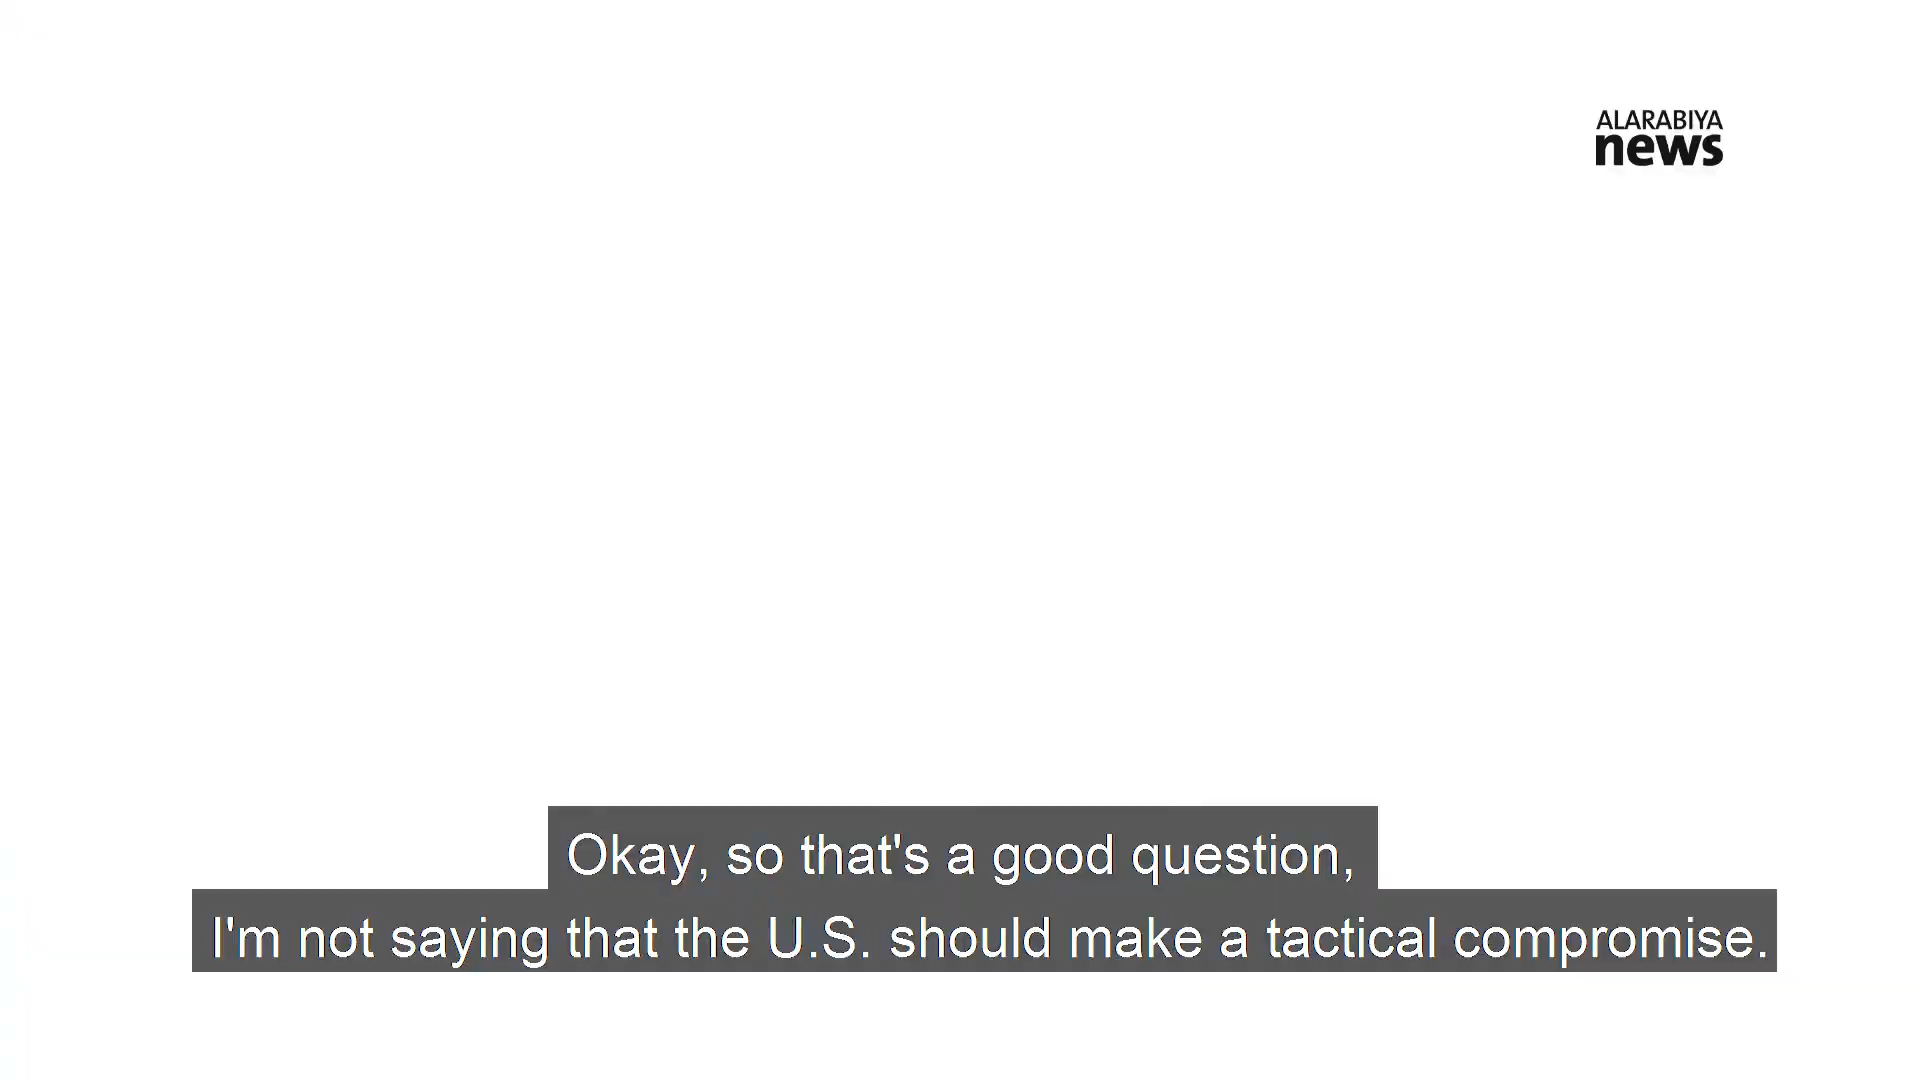 ALARABIYA
news
Okay, so that's a good question,
I'm not saying that the U.S. should make a tactical compromise.